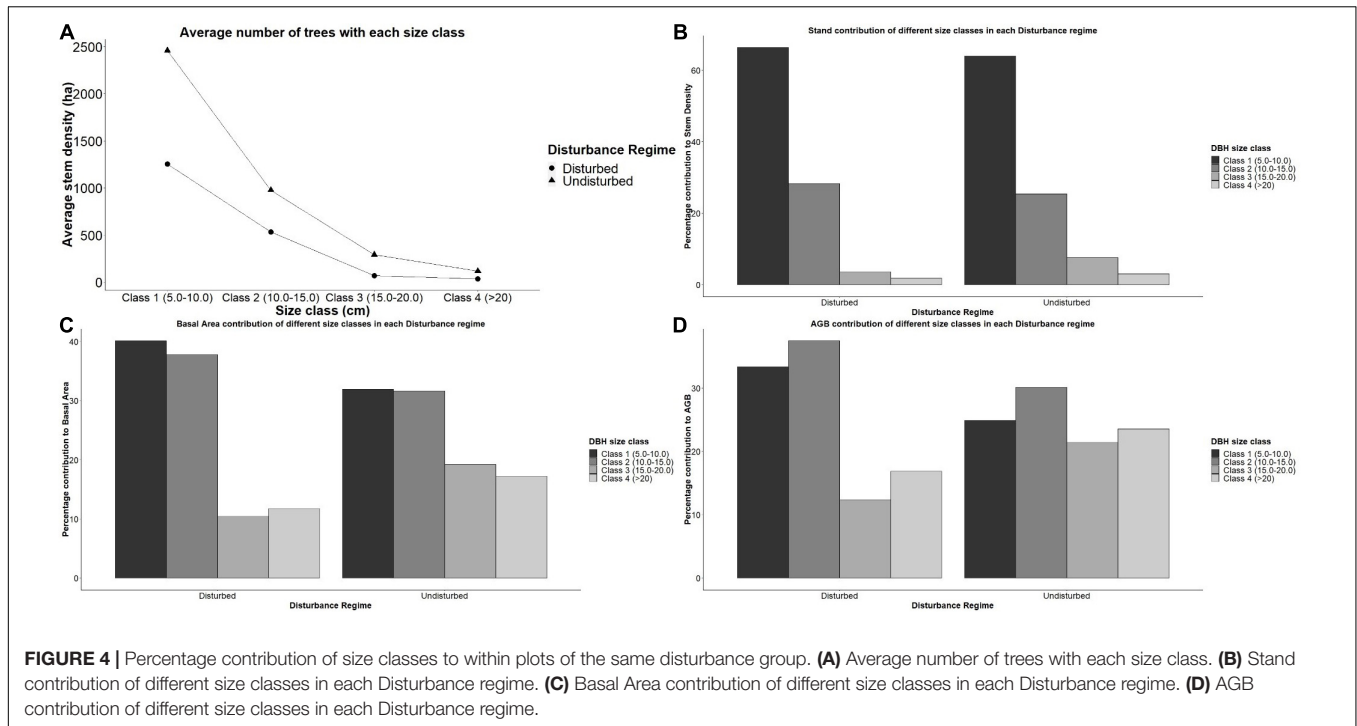 A
Average number of trees with each size class
Average stem density (ha)
2500
2000
1500
1000
500
0
Class 1 (5.0-10.0) Class 2 (10.0-15.0) Class 3 (15.0-20.0) Class 4 (>20)
Size class (cm)
Disturbance Regime
Disturbed
Undisturbed
B
Stand contribution of different size classes in each Disturbance regime
Percentage contribution to Stem Density
60
40
20
0
Disturbed Undisturbed
Disturbance Regime
DBH size class
Class 1 (5.0-10.0)
Class 2 (10.0-15.0)
Class 3 (15.0-20.0)
Class 4 (>20)
C
Basal Area contribution of different size classes in each Disturbance regime
Percentage contribution to Basal Area
40
30
20
10
0
Disturbed Undisturbed
Disturbance Regime
DBH size class
Class 1 (5.0-10.0)
Class 2 (10.0-15.0)
Class 3 (15.0-20.0)
Class 4 (>20)
D
AGB contribution of different size classes in each Disturbance regime
Percentage contribution to AGB
30
20
10
0
Disturbed Undisturbed
Disturbance Regime
DBH size class
Class 1 (5.0-10.0)
Class 2 (10.0-15.0)
Class 3 (15.0-20.0)
Class 4 (>20)
FIGURE 4 | Percentage contribution of size classes to within plots of the same disturbance group. (A) Average number of trees with each size class. (B) Stand
contribution of different size classes in each Disturbance regime. (C) Basal Area contribution of different size classes in each Disturbance regime. (D) AGB
contribution of different size classes in each Disturbance regime.